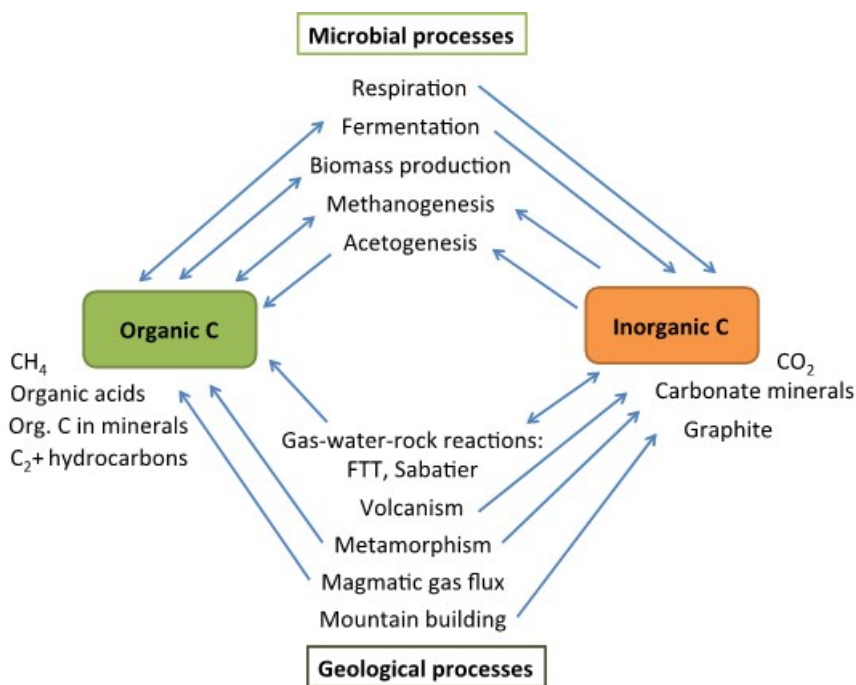 Microbial processes
Respiration
Fermentation
Biomass production
Methanogenesis
Acetogenesis
Organic C
Inorganic C
CH₄
Organic acids
Org. C in minerals
C₂+ hydrocarbons
CO₂
Carbonate minerals
Graphite
Gas-water-rock reactions:
FTT, Sabatier
Volcanism
Metamorphism
Magmatic gas flux
Mountain building
Geological processes